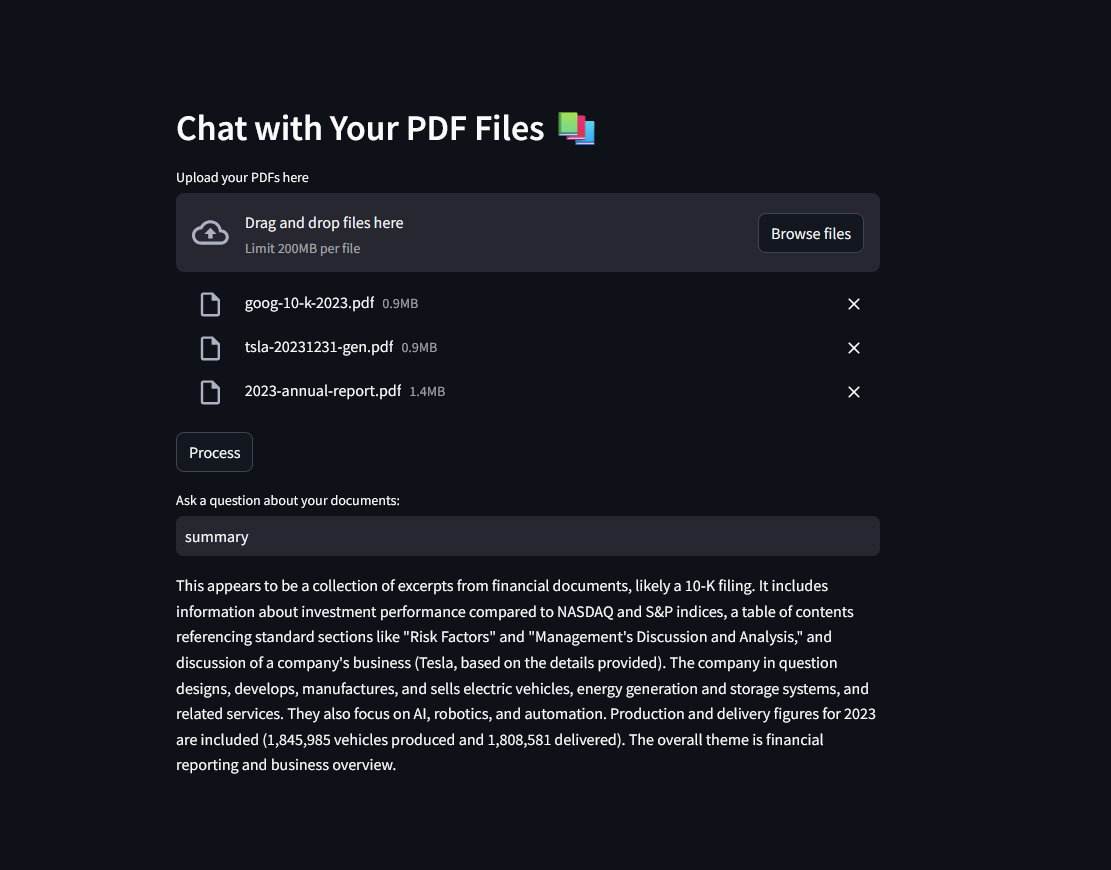 Chat with Your PDF Files
Upload your PDFs here
Drag and drop files here
Limit 200MB per file
Browse files
goog-10-k-2023.pdf 0.9MB
tsla-20231231-gen.pdf 0.9MB
2023-annual-report.pdf 1.4MB
Process
Ask a question about your documents:
summary
This appears to be a collection of excerpts from financial documents, likely a 10-K filing. It includes
information about investment performance compared to NASDAQ and S&P indices, a table of contents
referencing standard sections like "Risk Factors" and "Management's Discussion and Analysis," and
discussion of a company's business (Tesla, based on the details provided). The company in question
designs, develops, manufactures, and sells electric vehicles, energy generation and storage systems, and
related services. They also focus on AI, robotics, and automation. Production and delivery figures for 2023
are included (1,845,985 vehicles produced and 1,808,581 delivered). The overall theme is financial
reporting and business overview.